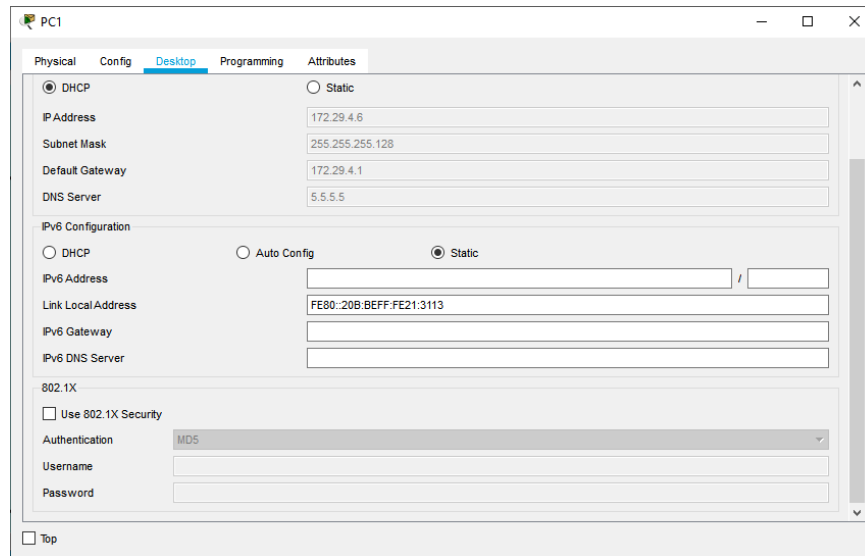 PC1
Physical Config Desktop Programming Attributes
DHCP Static
IP Address 172.29.4.6
Subnet Mask 255.255.255.128
Default Gateway 172.29.4.1
DNS Server 5.5.5.5
IPv6 Configuration
DHCP Auto Config Static
IPv6 Address /
Link Local Address FE80::20B:BEFF:FE21:3113
IPv6 Gateway
IPv6 DNS Server
802.1X
Use 802.1X Security
Authentication MD5
Username
Password
Top